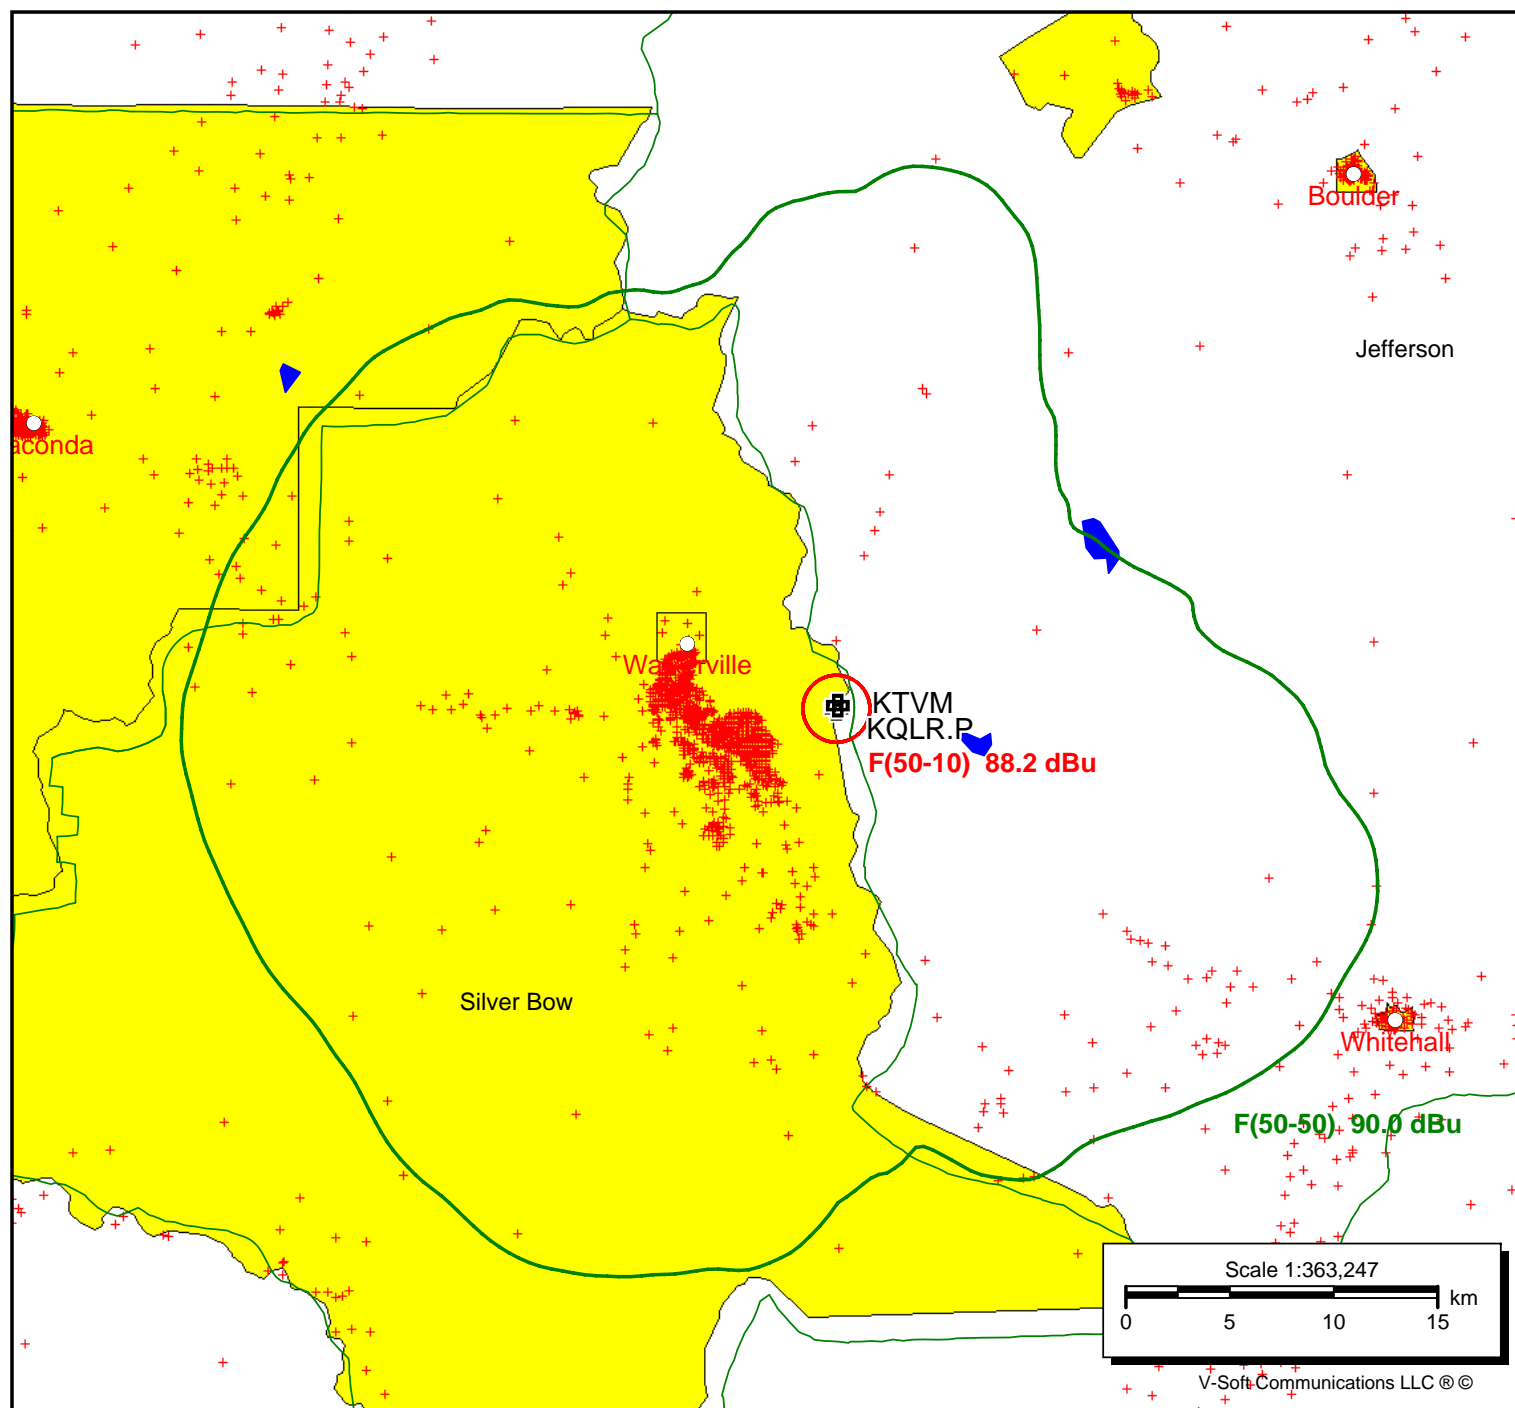 Boulder
Jefferson
aconda
KTVM
KQLR.P
F(50-10) 88.2 dBu
Silver Bow
Whitehall
F(50-50) 90.0 dBu
Scale 1:363,247
km
0 5 10 15
V-Soft Communications LLC ® ©